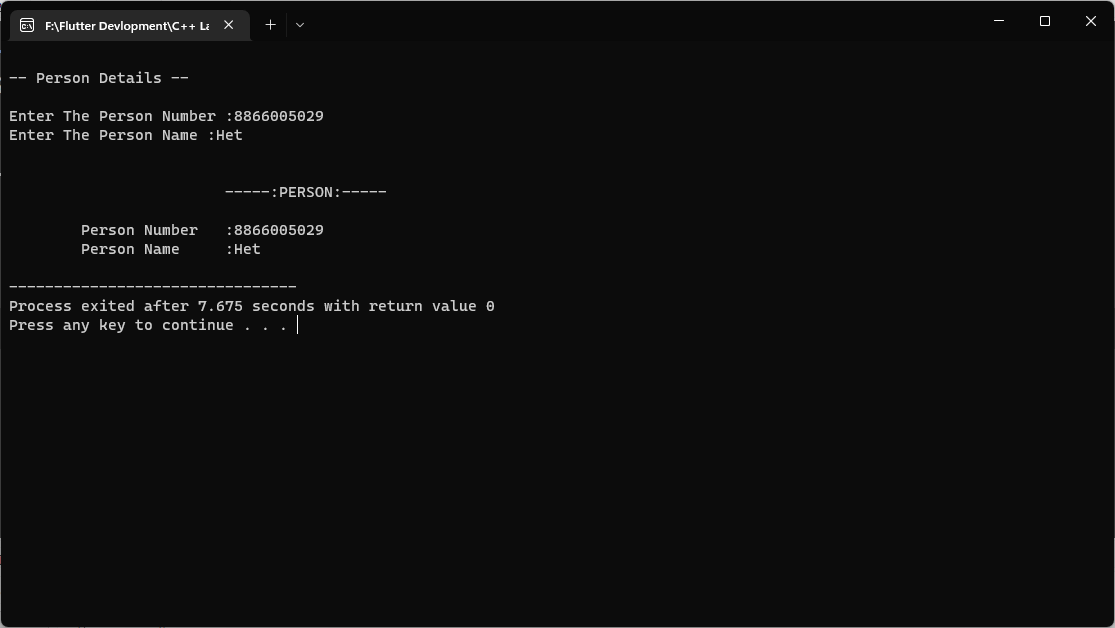 F:\Flutter Devlopment\C++ La
-- Person Details --
Enter The Person Number :8866005029
Enter The Person Name :Het
-----:PERSON:-----
Person Number :8866005029
Person Name :Het
--------------------------------
Process exited after 7.675 seconds with return value 0
Press any key to continue . . .